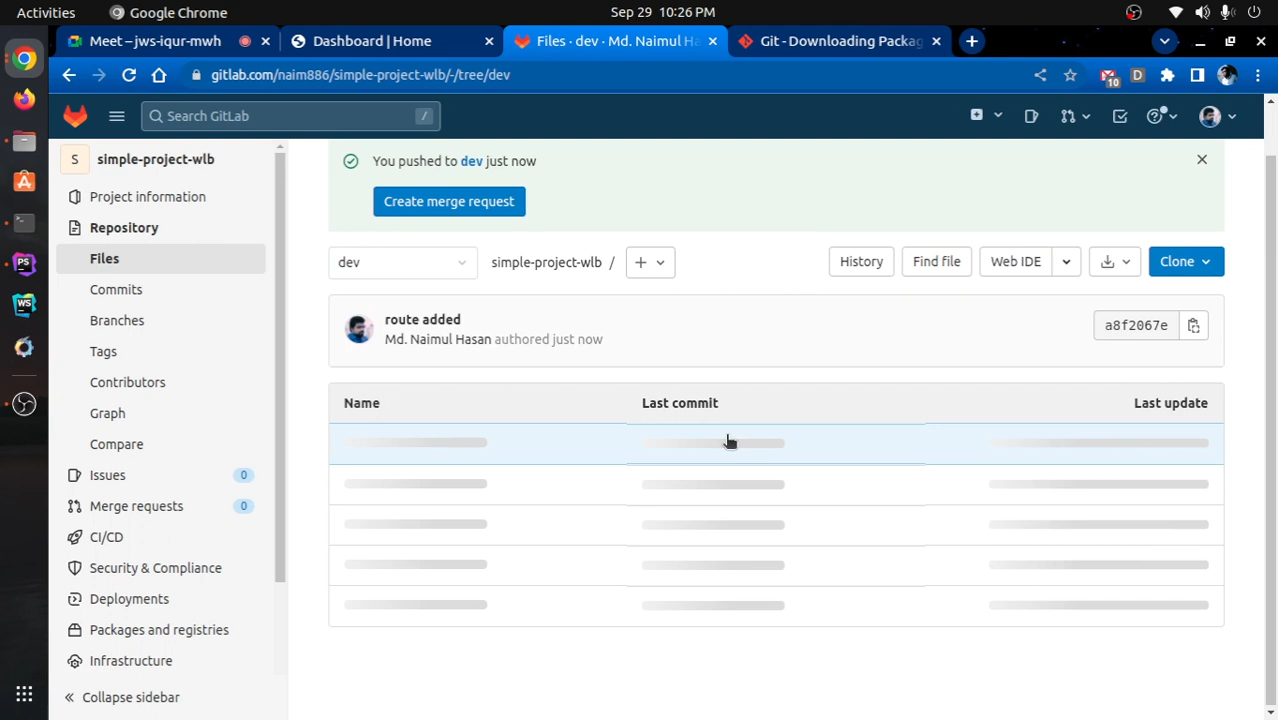 Activities
Google Chrome
Sep 29 10:26 PM
Meet – jws-iqur-mwh
Dashboard | Home
Files · dev · Md. Naimul Ha
Git - Downloading Packag
gitlab.com/naim886/simple-project-wlb/-/tree/dev
10
D
Search GitLab
/
S simple-project-wlb
Project information
Repository
Files
Commits
Branches
Tags
Contributors
Graph
Compare
Issues 0
Merge requests 0
CI/CD
Security & Compliance
Deployments
Packages and registries
Infrastructure
Collapse sidebar
PS
WS
You pushed to dev just now
Create merge request
dev
simple-project-wlb /
History
Find file
Web IDE
Clone
route added
Md. Naimul Hasan authored just now
a8f2067e
Name Last commit Last update